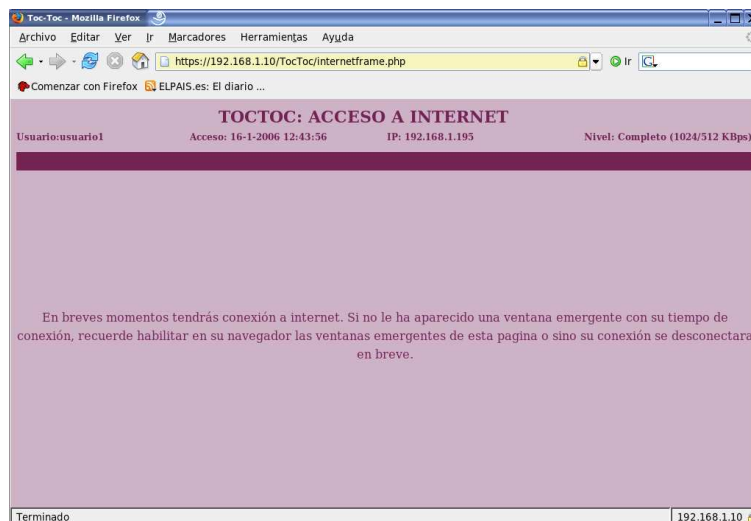 Toc-Toc - Mozilla Firefox
Archivo Editar Ver Ir Marcadores Herramientas Ayuda
https://192.168.1.10/TocToc/internetframe.php Ir
Comenzar con Firefox ELPAIS.es: El diario ...
TOCTOC: ACCESO A INTERNET
Usuario:usuario1 Acceso: 16-1-2006 12:43:56 IP: 192.168.1.195 Nivel: Completo (1024/512 KBps)
En breves momentos tendrás conexión a internet. Si no le ha aparecido una ventana emergente con su tiempo de
conexión, recuerde habilitar en su navegador las ventanas emergentes de esta pagina o sino su conexión se desconectara
en breve.
Terminado 192.168.1.10